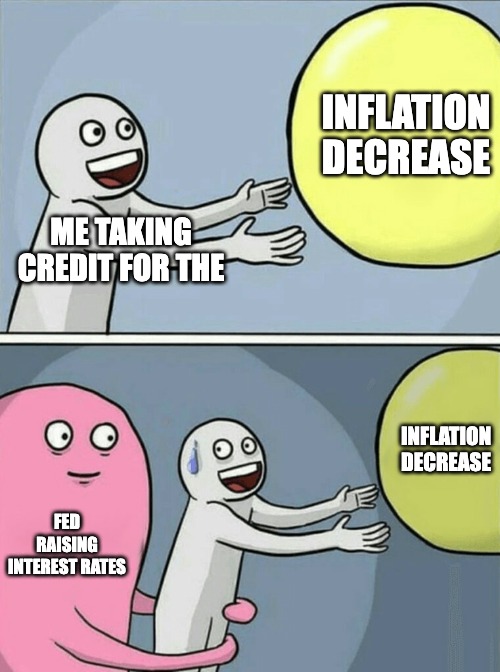 INFLATION
DECREASE
ME TAKING
CREDIT FOR THE
INFLATION
DECREASE
FED
RAISING
INTEREST RATES